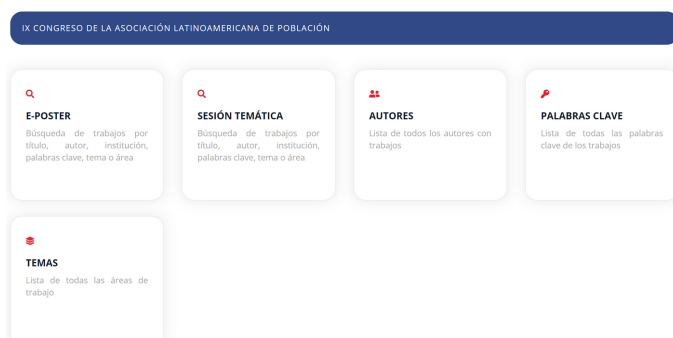 IX CONGRESO DE LA ASOCIACIÓN LATINOAMERICANA DE POBLACIÓN
E-POSTER
Búsqueda de trabajos por
título, autor, institución,
palabras clave, tema o área
SESIÓN TEMÁTICA
Búsqueda de trabajos por
título, autor, institución,
palabras clave, tema o área
AUTORES
Lista de todos los autores con
trabajos
PALABRAS CLAVE
Lista de todas las palabras
clave de los trabajos
TEMAS
Lista de todas las áreas de
trabajo